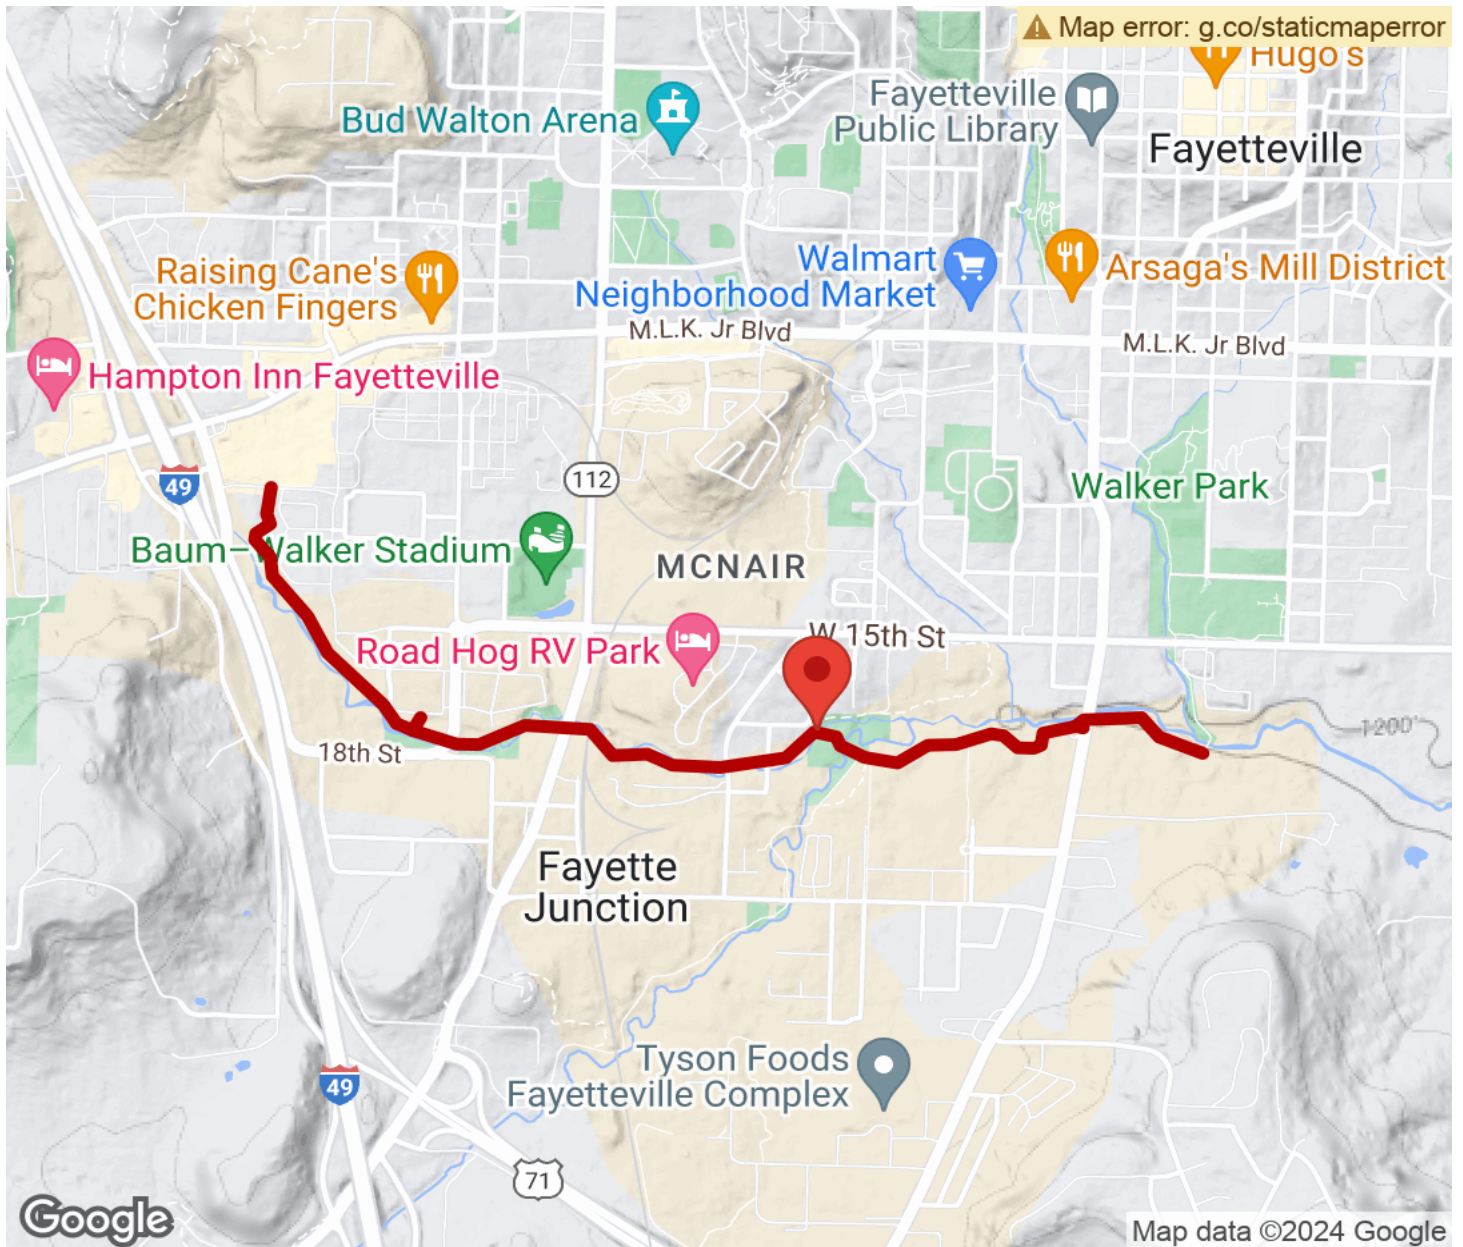 Map error: g.co/staticmaperror
Hugo's
Fayetteville
Public Library
Bud Walton Arena
Fayetteville
Walmart
Neighborhood Market
Arsaga's Mill District
Raising Cane's
Chicken Fingers
M.L.K. Jr Blvd
M.L.K. Jr Blvd
Hampton Inn Fayetteville
49
112
Walker Park
Baum–Walker Stadium
MCNAIR
W 15th St
Road Hog RV Park
1200'
18th St
Fayette
Junction
Tyson Foods
Fayetteville Complex
49
71
Google
Map data ©2024 Google